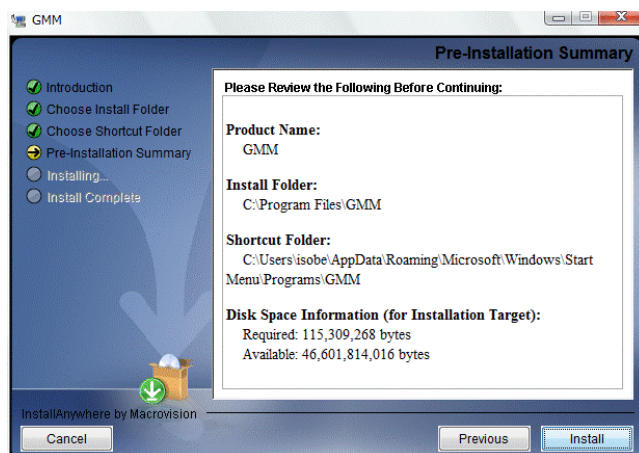 GMM
Pre-Installation Summary
Introduction
Choose Install Folder
Choose Shortcut Folder
Pre-Installation Summary
Installing...
Install Complete
Please Review the Following Before Continuing:
Product Name:
GMM
Install Folder:
C:\Program Files\GMM
Shortcut Folder:
C:\Users\isobe\AppData\Roaming\Microsoft\Windows\Start
Menu\Programs\GMM
Disk Space Information (for Installation Target):
Required: 115,309,268 bytes
Available: 46,601,814,016 bytes
InstallAnywhere by Macrovision
Cancel
Previous
Install